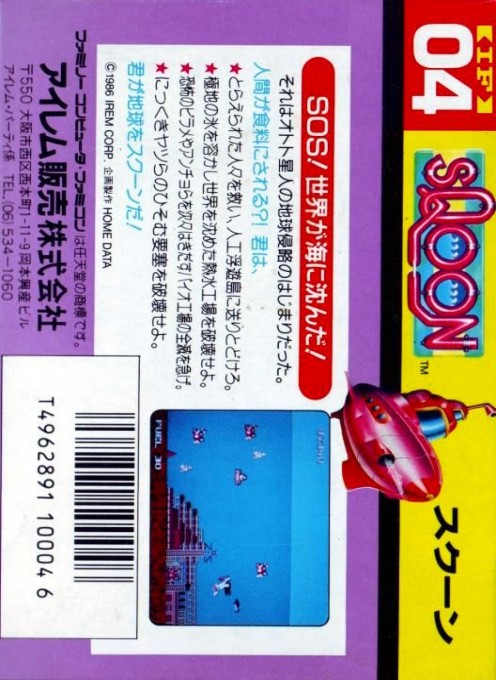 IF
04
SQOON™
スクーン
SOS!世界が海に沈んだ!
それはオトト星人の地球侵略のはじまりだった。
人間が食料にされる?!君は、
★とらえられた人々を救い、人工浮遊島に送りとどけろ。
★極地の氷を溶かし世界を沈めた熱水工場を破壊せよ。
★恐怖のピラメやアンチョらを次々はきだすバイオ工場の全滅を急げ。
★にっくきヤツらのひそむ要塞を破壊せよ。
君が地球をスクーンだ!
© 1986 IREM CORP. 企画製作 HOME DATA
FUEL 30
ファミリーコンピュータ・ファミコンは任天堂の商標です。
アイレム販売株式会社
〒550 大阪市西区西本町1-11-9 岡本興産ビル
アイレム・パーティ係 TEL.(06)534-1060
T4962891 100046